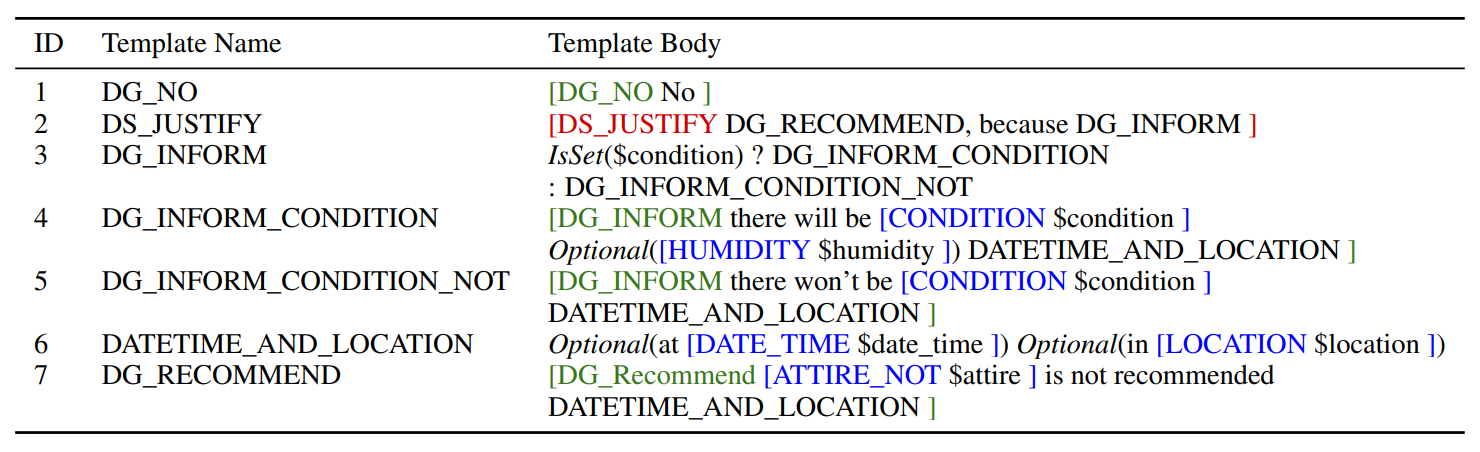 ID Template Name Template Body
1 DG_NO [DG_NO No ]
2 DS_JUSTIFY [DS_JUSTIFY DG_RECOMMEND, because DG_INFORM ]
3 DG_INFORM IsSet($condition) ? DG_INFORM_CONDITION
: DG_INFORM_CONDITION_NOT
4 DG_INFORM_CONDITION [DG_INFORM there will be [CONDITION $condition ]
Optional([HUMIDITY $humidity ]) DATETIME_AND_LOCATION ]
5 DG_INFORM_CONDITION_NOT [DG_INFORM there won’t be [CONDITION $condition ]
DATETIME_AND_LOCATION ]
6 DATETIME_AND_LOCATION Optional(at [DATE_TIME $date_time ]) Optional(in [LOCATION $location ])
7 DG_RECOMMEND [DG_Recommend [ATTIRE_NOT $attire ] is not recommended
DATETIME_AND_LOCATION ]